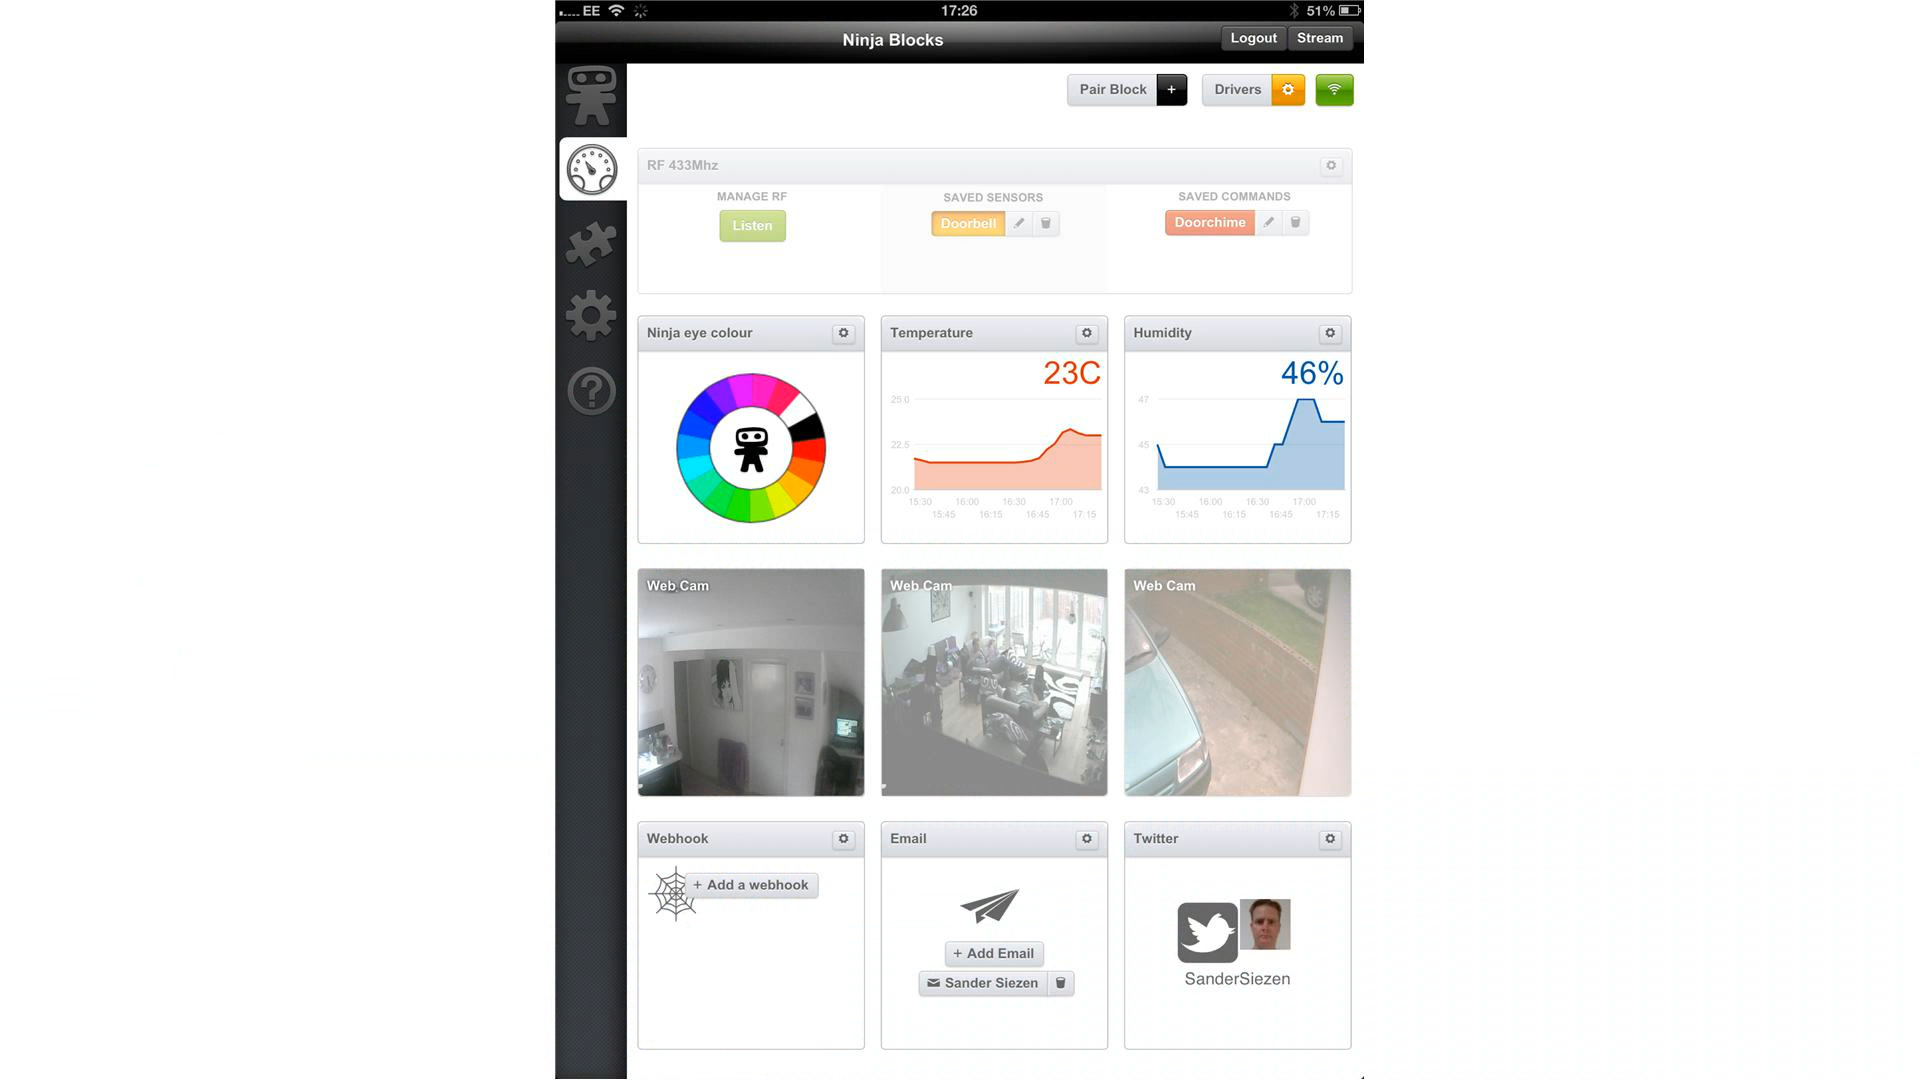 EE 17:26 51%
Ninja Blocks Logout Stream
Pair Block + Drivers
RF 433Mhz
MANAGE RF SAVED SENSORS SAVED COMMANDS
Listen Doorbell Doorchime
Ninja eye colour Temperature Humidity
23C 46%
25.0 47
22.5 45
20.0 43
15:30 16:00 16:30 17:00 15:30 16:00 16:30 17:00
15:45 16:15 16:45 17:15 15:45 16:15 16:45 17:15
Web Cam Web Cam Web Cam
Webhook Email Twitter
+ Add a webhook
+ Add Email
Sander Siezen SanderSiezen